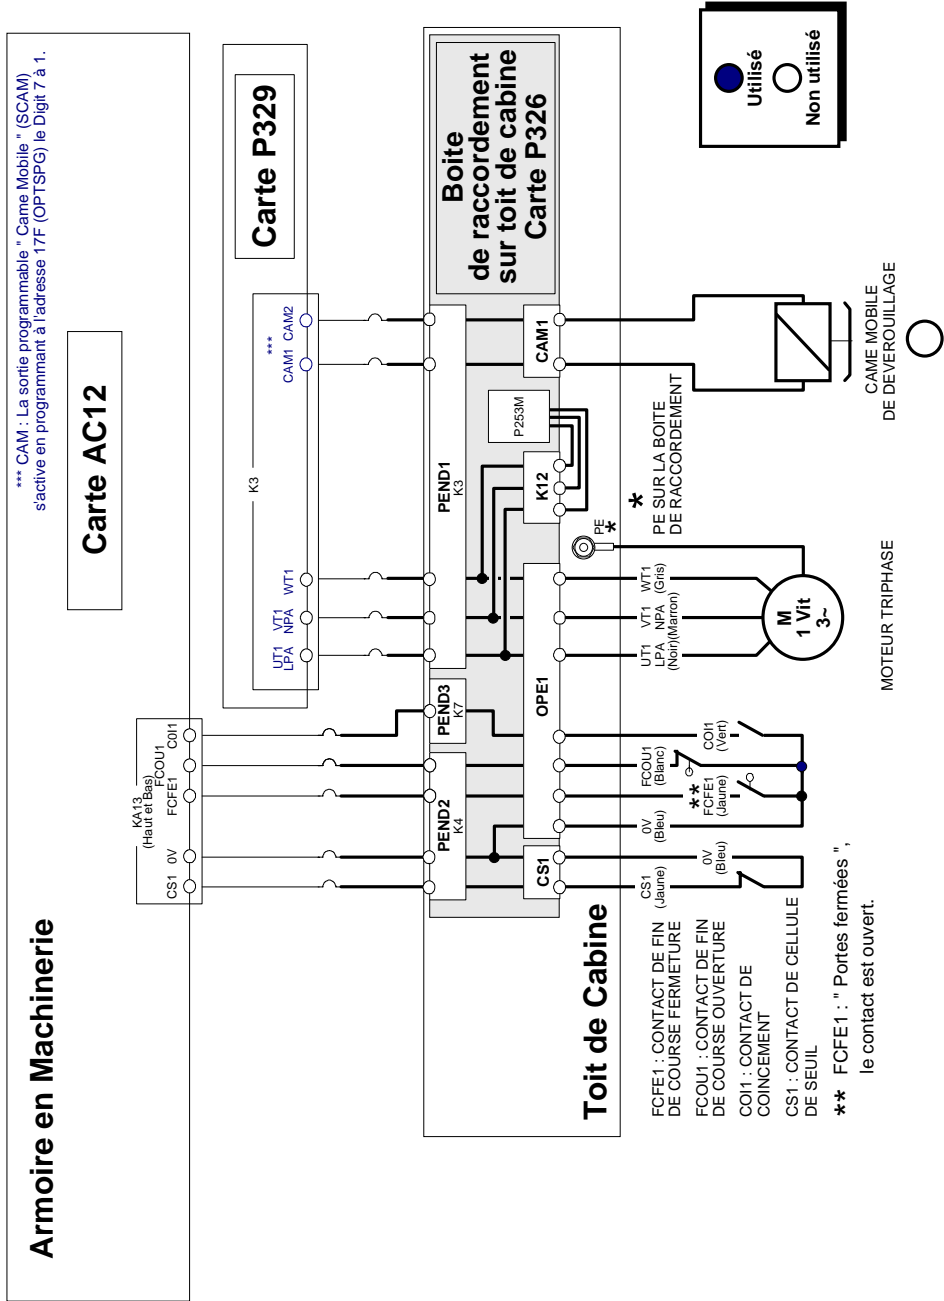 Armoire en Machinerie
Carte AC12
*** CAM : La sortie programmable " Came Mobile " (SCAM)
s'active en programmant à l'adresse 17F (OPTSPG) le Digit 7 à 1.
KA13
(Haut et Bas)
CS1
0V
FCFE1
FCOU1
C0I1
Carte P329
K3
UT1
LPA
VT1
NPA
WT1
CAM1
CAM2
***
Boite
de raccordement
sur toit de cabine
Carte P326
PEND2
K4
PEND3
K7
PEND1
K3
CS1
OPE1
K12
P253M
CAM1
Toit de Cabine
CS1
(Jaune)
0V
(Bleu)
0V
(Bleu)
**
FCFE1
(Jaune)
FCOU1
(Blanc)
COI1
(Vert)
UT1
LPA
(Noir)
VT1
NPA
(Marron)
WT1
(Gris)
PE
*
*
PE SUR LA BOITE
DE RACCORDEMENT
M
1 Vit
3~
MOTEUR TRIPHASE
CAME MOBILE
DE DEVEROUILLAGE
FCFE1 : CONTACT DE FIN
DE COURSE FERMETURE
FCOU1 : CONTACT DE FIN
DE COURSE OUVERTURE
COI1 : CONTACT DE
COINCEMENT
CS1 : CONTACT DE CELLULE
DE SEUIL
** FCFE1 : " Portes fermées ",
le contact est ouvert.
Utilisé
Non utilisé